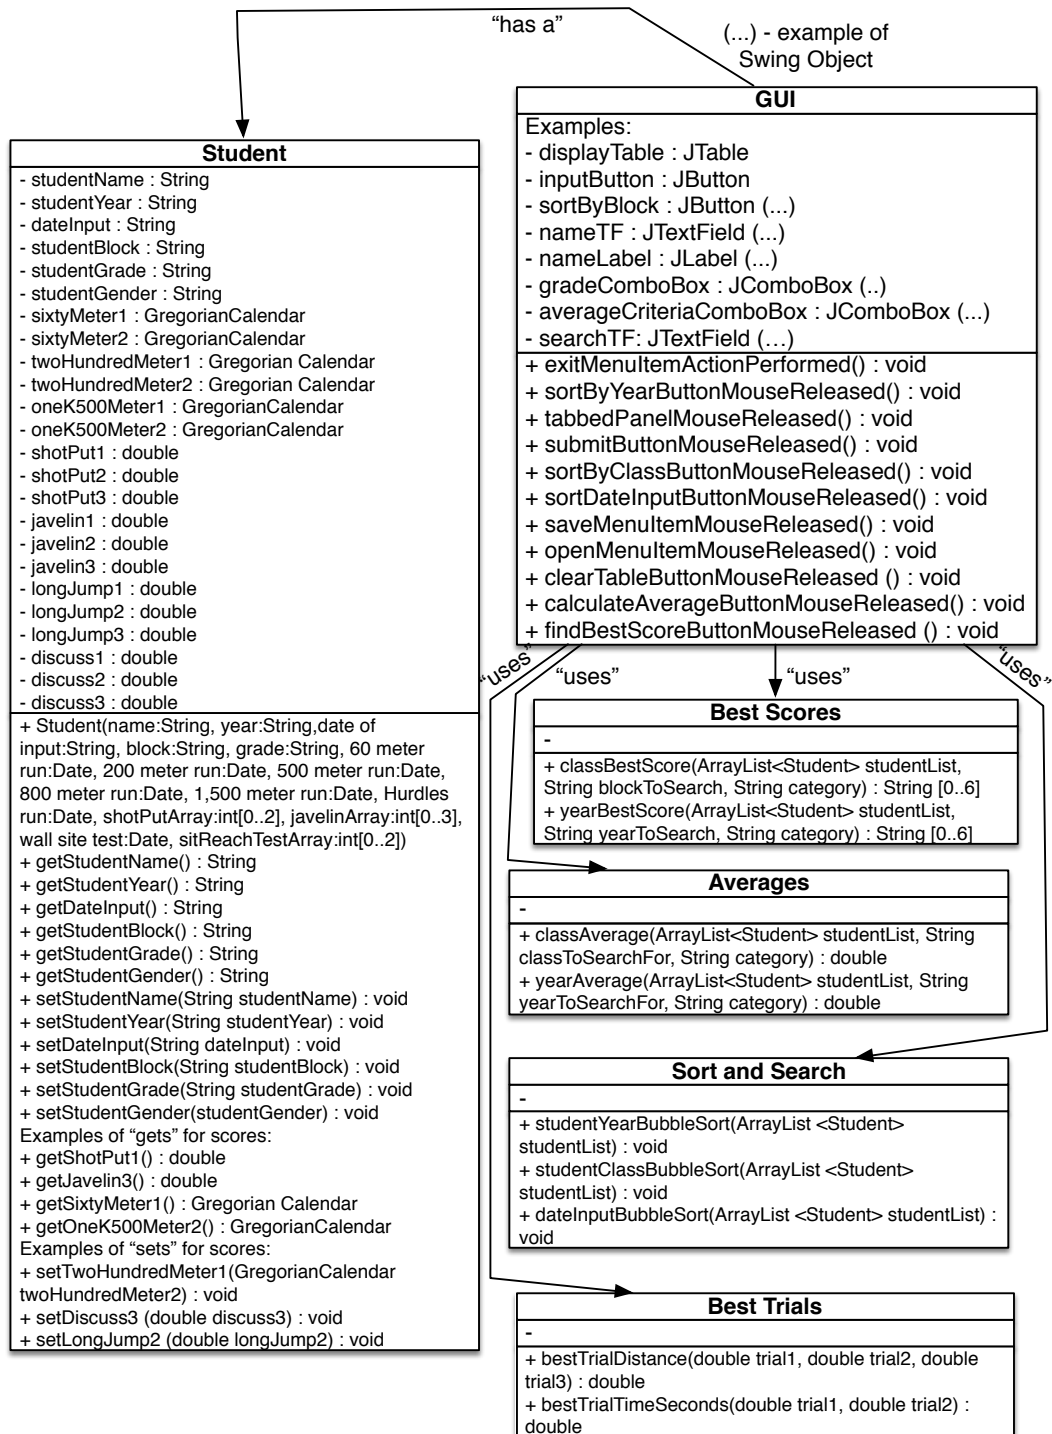 “has a”
(...) - example of
Swing Object
GUI
Examples:
- displayTable : JTable
- inputButton : JButton
- sortByBlock : JButton (...)
- nameTF : JTextField (...)
- nameLabel : JLabel (...)
- gradeComboBox : JComboBox (..)
- averageCriteriaComboBox : JComboBox (...)
- searchTF: JTextField (...)
+ exitMenuItemActionPerformed() : void
+ sortByYearButtonMouseReleased() : void
+ tabbedPanelMouseReleased() : void
+ submitButtonMouseReleased() : void
+ sortByClassButtonMouseReleased() : void
+ sortDateInputButtonMouseReleased() : void
+ saveMenuItemMouseReleased() : void
+ openMenuItemMouseReleased() : void
+ clearTableButtonMouseReleased () : void
+ calculateAverageButtonMouseReleased() : void
+ findBestScoreButtonMouseReleased () : void
Student
- studentName : String
- studentYear : String
- dateInput : String
- studentBlock : String
- studentGrade : String
- studentGender : String
- sixtyMeter1 : GregorianCalendar
- sixtyMeter2 : GregorianCalendar
- twoHundredMeter1 : Gregorian Calendar
- twoHundredMeter2 : Gregorian Calendar
- oneK500Meter1 : GregorianCalendar
- oneK500Meter2 : GregorianCalendar
- shotPut1 : double
- shotPut2 : double
- shotPut3 : double
- javelin1 : double
- javelin2 : double
- javelin3 : double
- longJump1 : double
- longJump2 : double
- longJump3 : double
- discuss1 : double
- discuss2 : double
- discuss3 : double
+ Student(name:String, year:String,date of
input:String, block:String, grade:String, 60 meter
run:Date, 200 meter run:Date, 500 meter run:Date,
800 meter run:Date, 1,500 meter run:Date, Hurdles
run:Date, shotPutArray:int[0..2], javelinArray:int[0..3],
wall site test:Date, sitReachTestArray:int[0..2])
+ getStudentName() : String
+ getStudentYear() : String
+ getDateInput() : String
+ getStudentBlock() : String
+ getStudentGrade() : String
+ getStudentGender() : String
+ setStudentName(String studentName) : void
+ setStudentYear(String studentYear) : void
+ setDateInput(String dateInput) : void
+ setStudentBlock(String studentBlock) : void
+ setStudentGrade(String studentGrade) : void
+ setStudentGender(studentGender) : void
Examples of “gets” for scores:
+ getShotPut1() : double
+ getJavelin3() : double
+ getSixtyMeter1() : Gregorian Calendar
+ getOneK500Meter2() : GregorianCalendar
Examples of “sets” for scores:
+ setTwoHundredMeter1(GregorianCalendar
twoHundredMeter2) : void
+ setDiscuss3 (double discuss3) : void
+ setLongJump2 (double longJump2) : void
“uses”
“uses”
“uses”
“uses”
Best Scores
-
+ classBestScore(ArrayList<Student> studentList,
String blockToSearch, String category) : String [0..6]
+ yearBestScore(ArrayList<Student> studentList,
String yearToSearch, String category) : String [0..6]
Averages
-
+ classAverage(ArrayList<Student> studentList, String
classToSearchFor, String category) : double
+ yearAverage(ArrayList<Student> studentList, String
yearToSearchFor, String category) : double
Sort and Search
-
+ studentYearBubbleSort(ArrayList <Student>
studentList) : void
+ studentClassBubbleSort(ArrayList <Student>
studentList) : void
+ dateInputBubbleSort(ArrayList <Student> studentList) :
void
Best Trials
-
+ bestTrialDistance(double trial1, double trial2, double
trial3) : double
+ bestTrialTimeSeconds(double trial1, double trial2) :
double